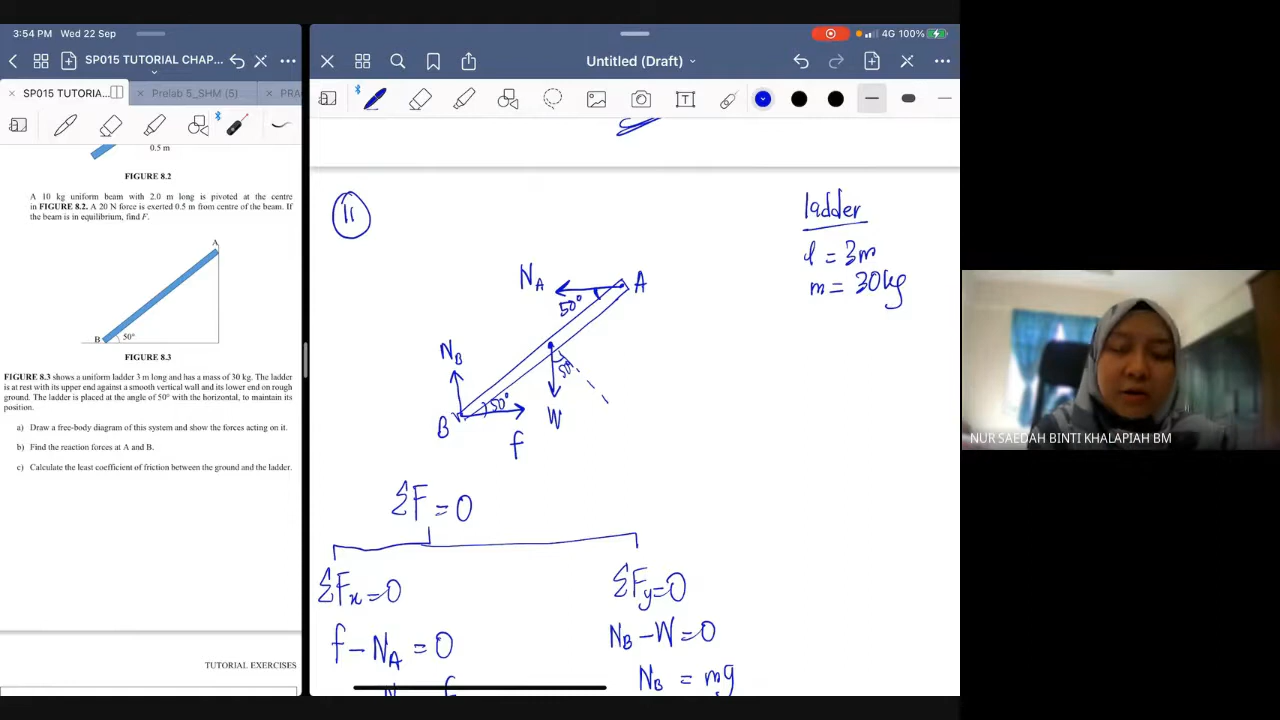 3:54 PM Wed 22 Sep
4G 100%
SP015 TUTORIAL CHAP...
Untitled (Draft)
SP015 TUTORIA...
Prelab 5_SHM (5)
0.5 m
FIGURE 8.2
A 10 kg uniform beam with 2.0 m long is pivoted at the centre
in FIGURE 8.2. A 20 N force is exerted 0.5 m from centre of the beam. If
the beam is in equilibrium, find F.
A
B
50°
FIGURE 8.3
FIGURE 8.3 shows a uniform ladder 3 m long and has a mass of 30 kg. The ladder
is at rest with its upper end against a smooth vertical wall and its lower end on rough
ground. The ladder is placed at the angle of 50° with the horizontal, to maintain its
position.
a) Draw a free-body diagram of this system and show the forces acting on it.
b) Find the reaction forces at A and B.
c) Calculate the least coefficient of friction between the ground and the ladder.
TUTORIAL EXERCISES
11
ladder
l = 3m
m = 30kg
N_A
A
50°
N_B
50°
50°
B
W
f
ΣF = 0
ΣFx = 0
ΣFy = 0
f - N_A = 0
N_B - W = 0
N_B = mg
NUR SAEDAH BINTI KHALAPIAH BM